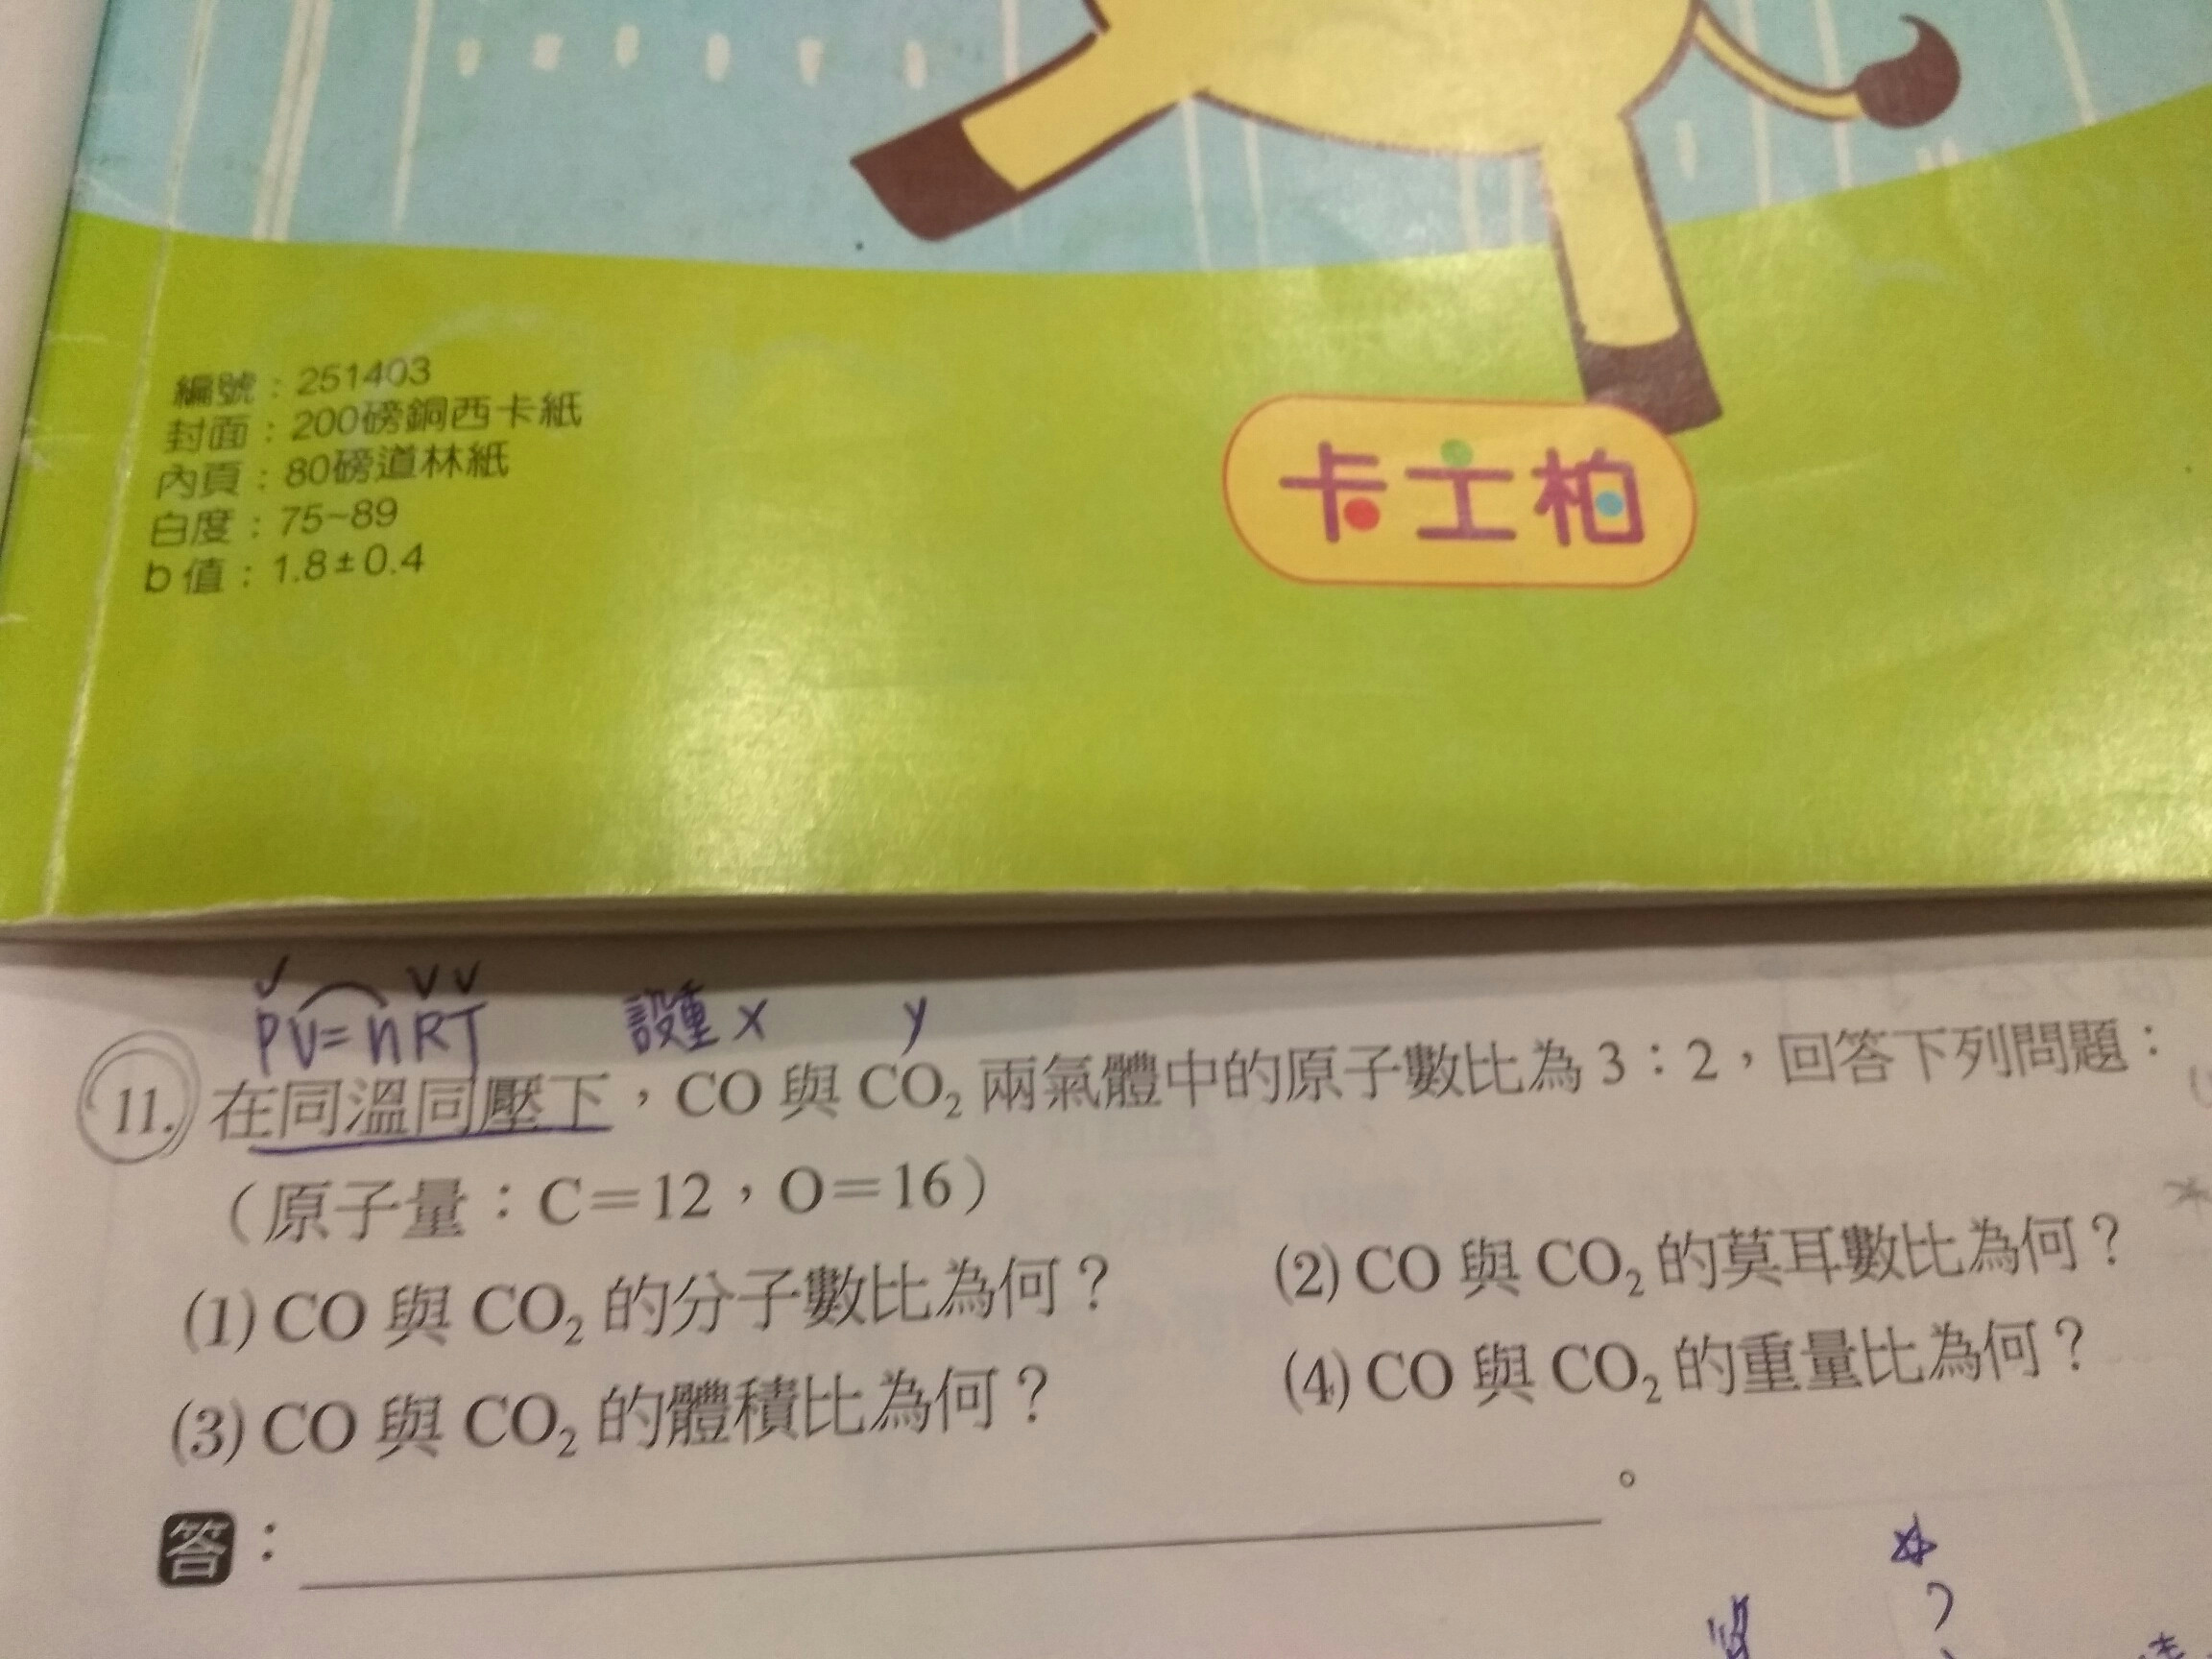 編號：251403
封面：200磅銅西卡紙
內頁：80磅道林紙
白度：75~89
b值：1.8±0.4
卡士柏
PV=nRT 設重x y
11. 在同溫同壓下，CO 與 CO₂ 兩氣體中的原子數比為 3：2，回答下列問題：
（原子量：C＝12，O＝16）
(1) CO 與 CO₂ 的分子數比為何？ (2) CO 與 CO₂ 的莫耳數比為何？
(3) CO 與 CO₂ 的體積比為何？ (4) CO 與 CO₂ 的重量比為何？
答：。